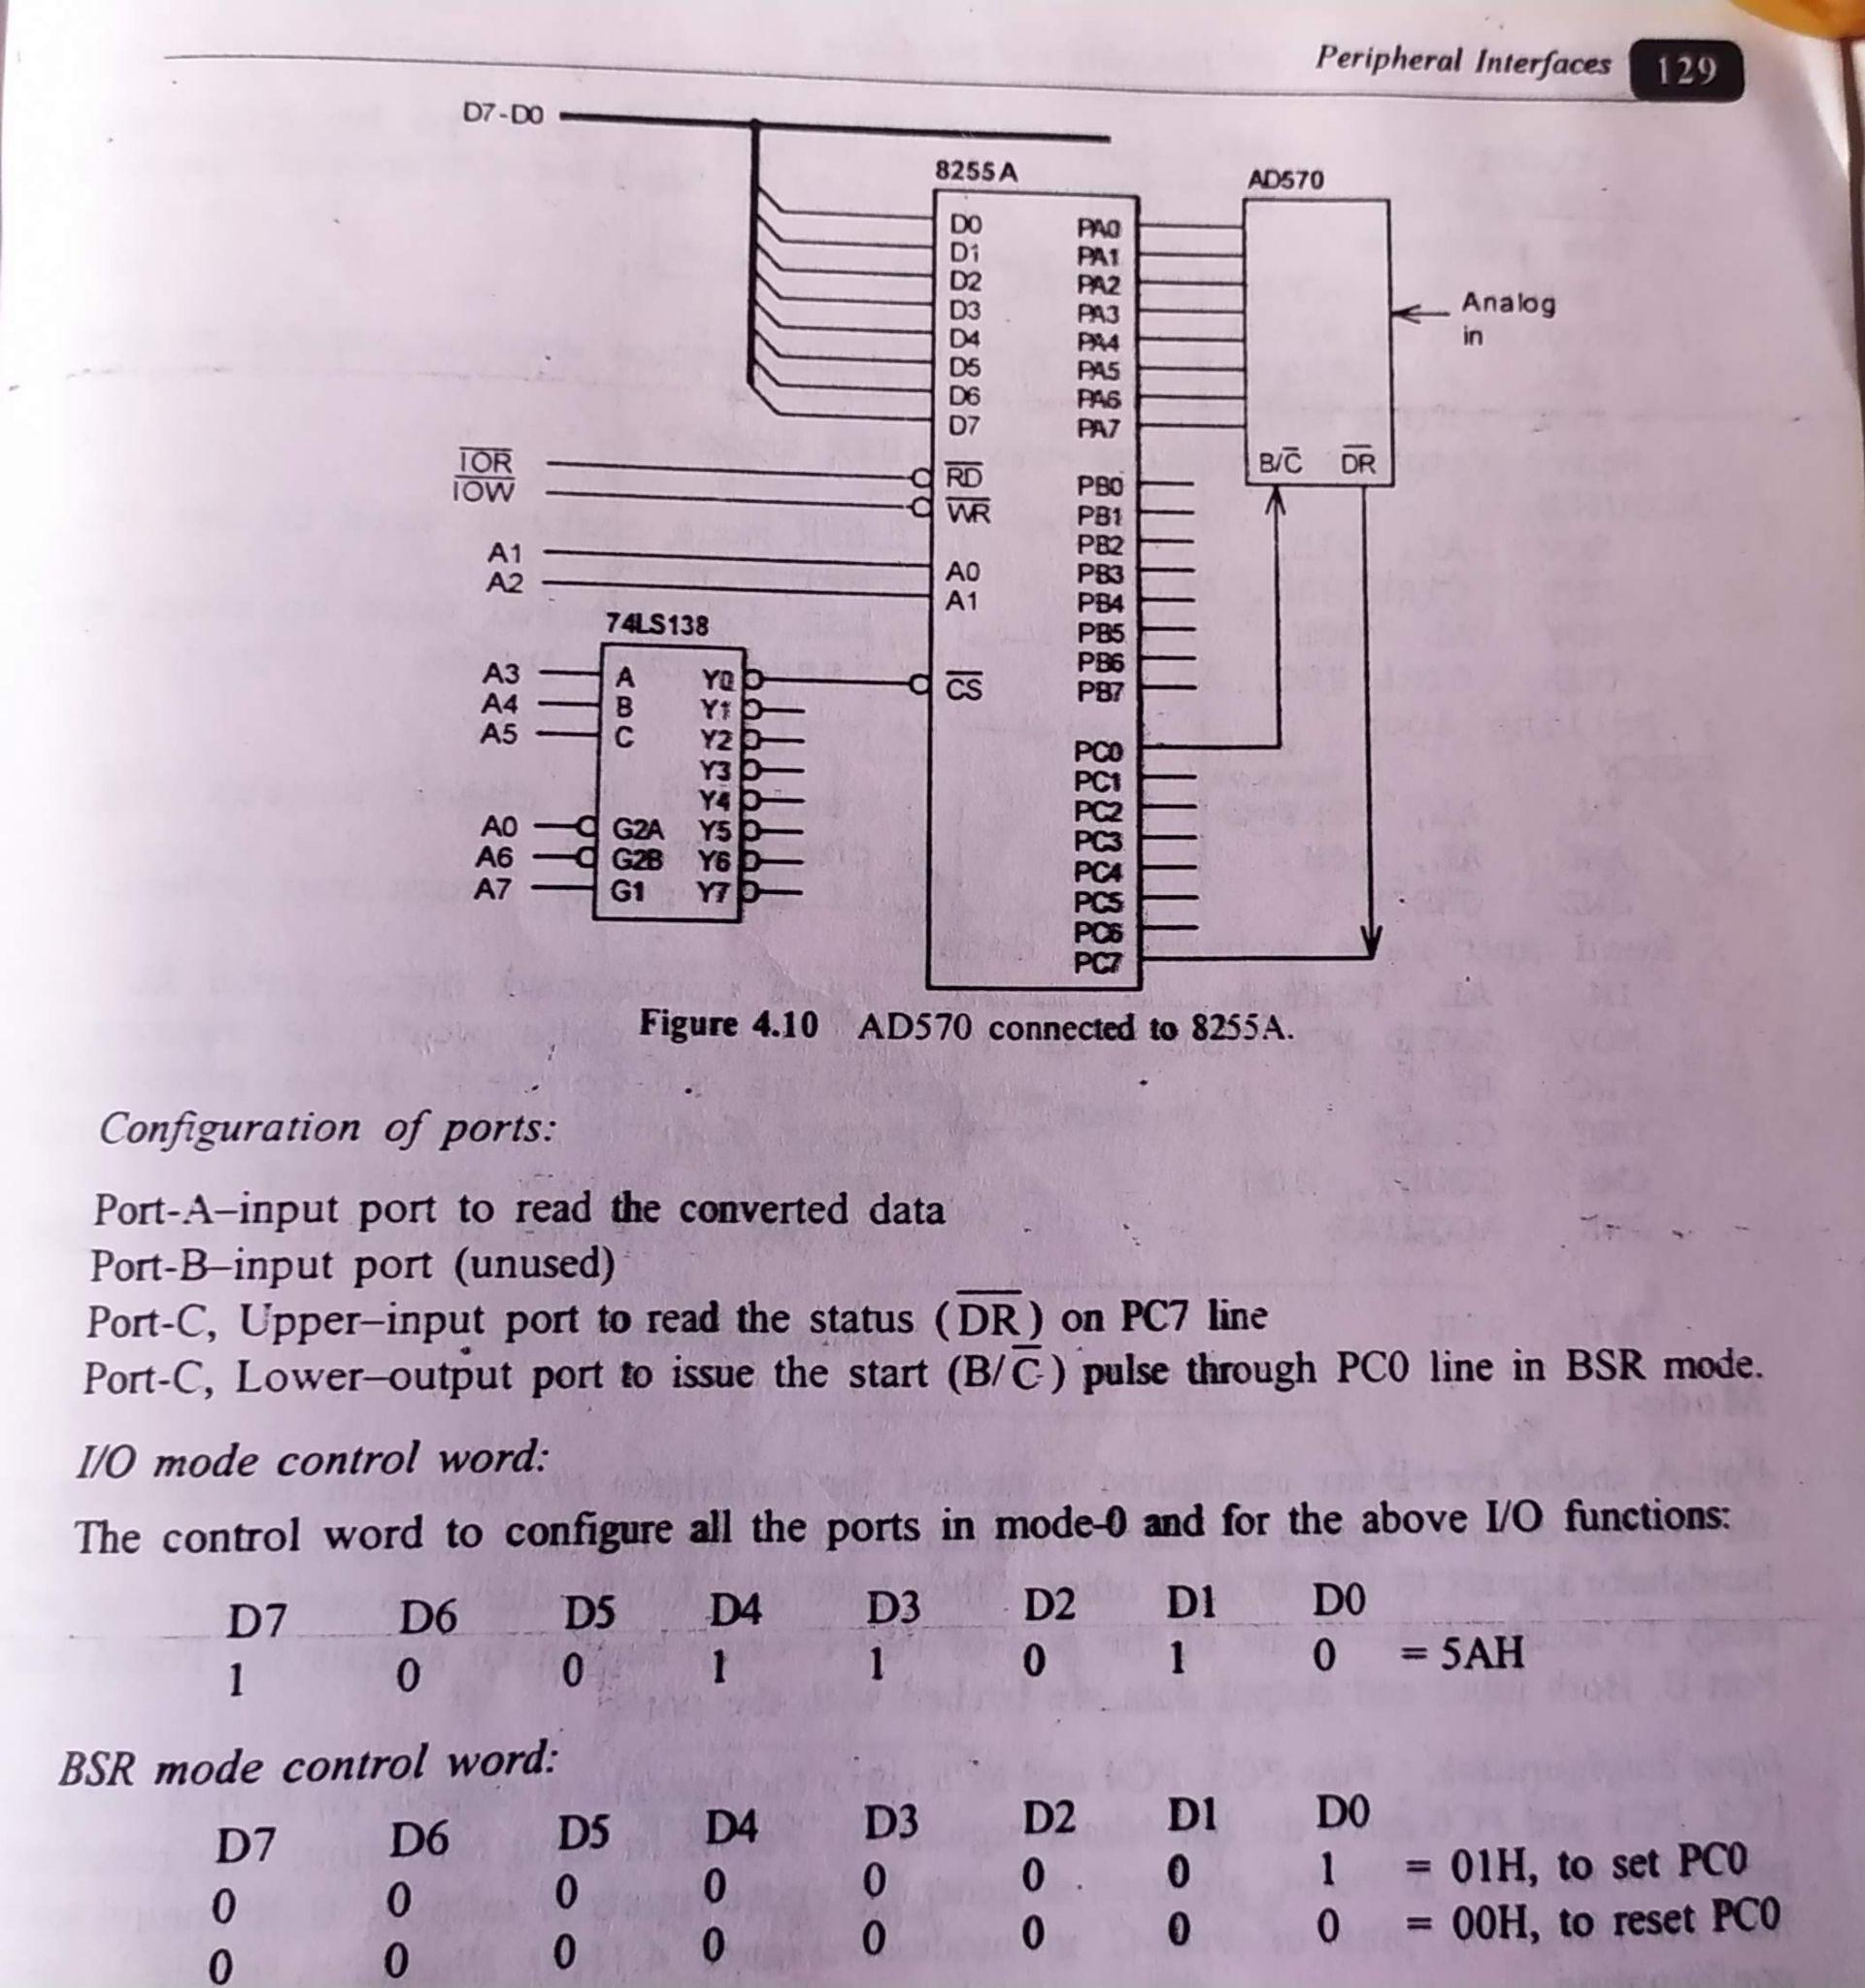 Peripheral Interfaces 129
D7-D0
8255A
AD570
D0 PA0
D1 PA1
D2 PA2
D3 PA3
D4 PA4
D5 PA5
D6 PA6
D7 PA7
Analog
in
B/C̅ D̅R̅
I̅O̅R̅ R̅D̅
I̅O̅W̅ W̅R̅
PB0
PB1
PB2
PB3
PB4
PB5
PB6
PB7
A1 A0
A2 A1
74LS138
A3 A Y0 C̅S̅
A4 B Y1
A5 C Y2
Y3
Y4
A0 G2A Y5
A6 G2B Y6
A7 G1 Y7
PC0
PC1
PC2
PC3
PC4
PC5
PC6
PC7
Figure 4.10 AD570 connected to 8255A.
Configuration of ports:
Port-A–input port to read the converted data
Port-B–input port (unused)
Port-C, Upper–input port to read the status (D̅R̅) on PC7 line
Port-C, Lower–output port to issue the start (B/C̅) pulse through PC0 line in BSR mode.
I/O mode control word:
The control word to configure all the ports in mode-0 and for the above I/O functions:
D7 D6 D5 D4 D3 D2 D1 D0
1 0 0 1 1 0 1 0 = 5AH
BSR mode control word:
D7 D6 D5 D4 D3 D2 D1 D0
0 0 0 0 0 0 0 1 = 01H, to set PC0
0 0 0 0 0 0 0 0 = 00H, to reset PC0